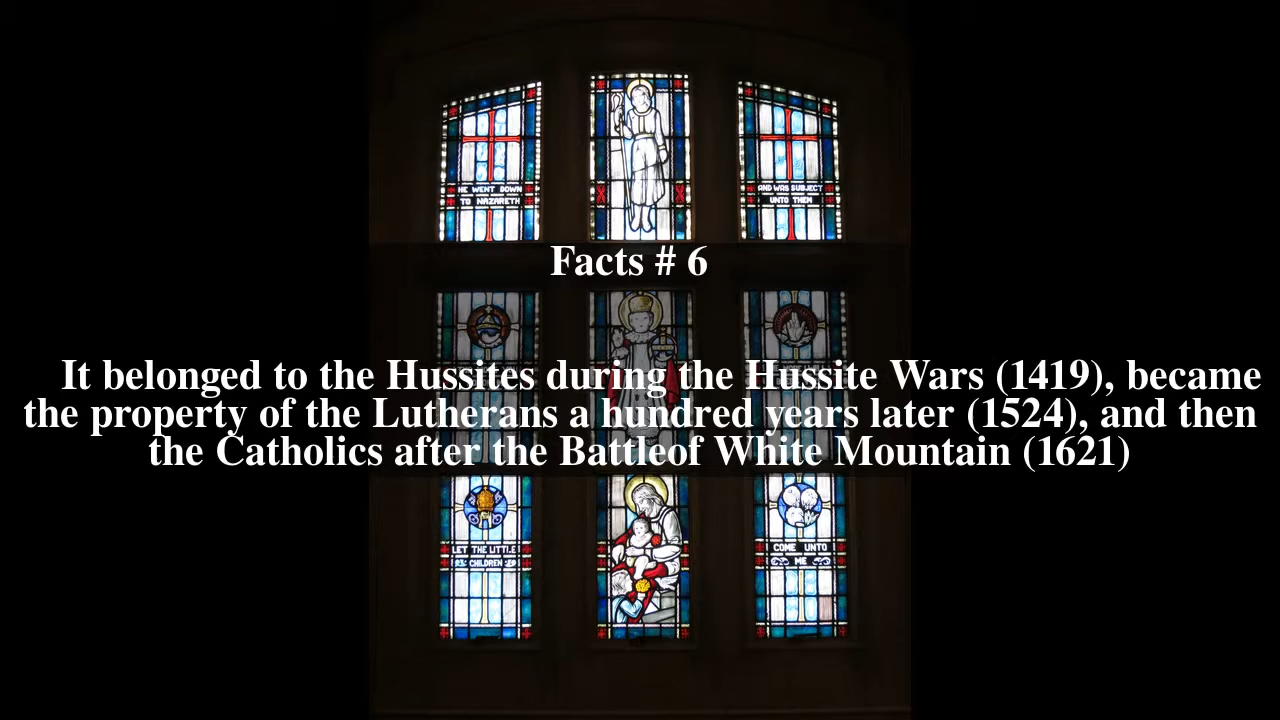 HE WENT DOWN
TO NAZARETH
AND WAS SUBJECT
UNTO THEM
Facts # 6
It belonged to the Hussites during the Hussite Wars (1419), became
the property of the Lutherans a hundred years later (1524), and then
the Catholics after the Battleof White Mountain (1621)
LET THE LITTLE
CHILDREN
COME UNTO
ME